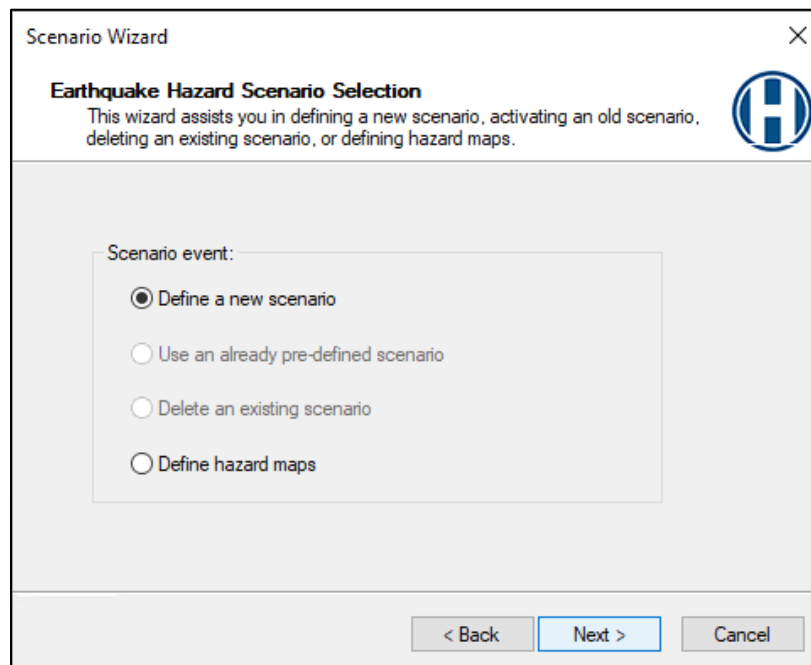 Scenario Wizard
Earthquake Hazard Scenario Selection
This wizard assists you in defining a new scenario, activating an old scenario,
deleting an existing scenario, or defining hazard maps.
Scenario event:
Define a new scenario
Use an already pre-defined scenario
Delete an existing scenario
Define hazard maps
< Back Next > Cancel